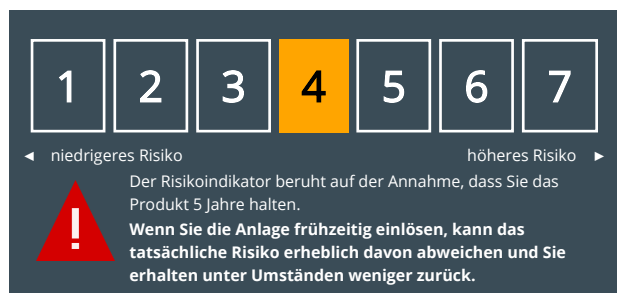 1 2 3 4 5 6 7
◄ niedrigeres Risiko höheres Risiko ►
Der Risikoindikator beruht auf der Annahme, dass Sie das
Produkt 5 Jahre halten.
Wenn Sie die Anlage frühzeitig einlösen, kann das
tatsächliche Risiko erheblich davon abweichen und Sie
erhalten unter Umständen weniger zurück.
!